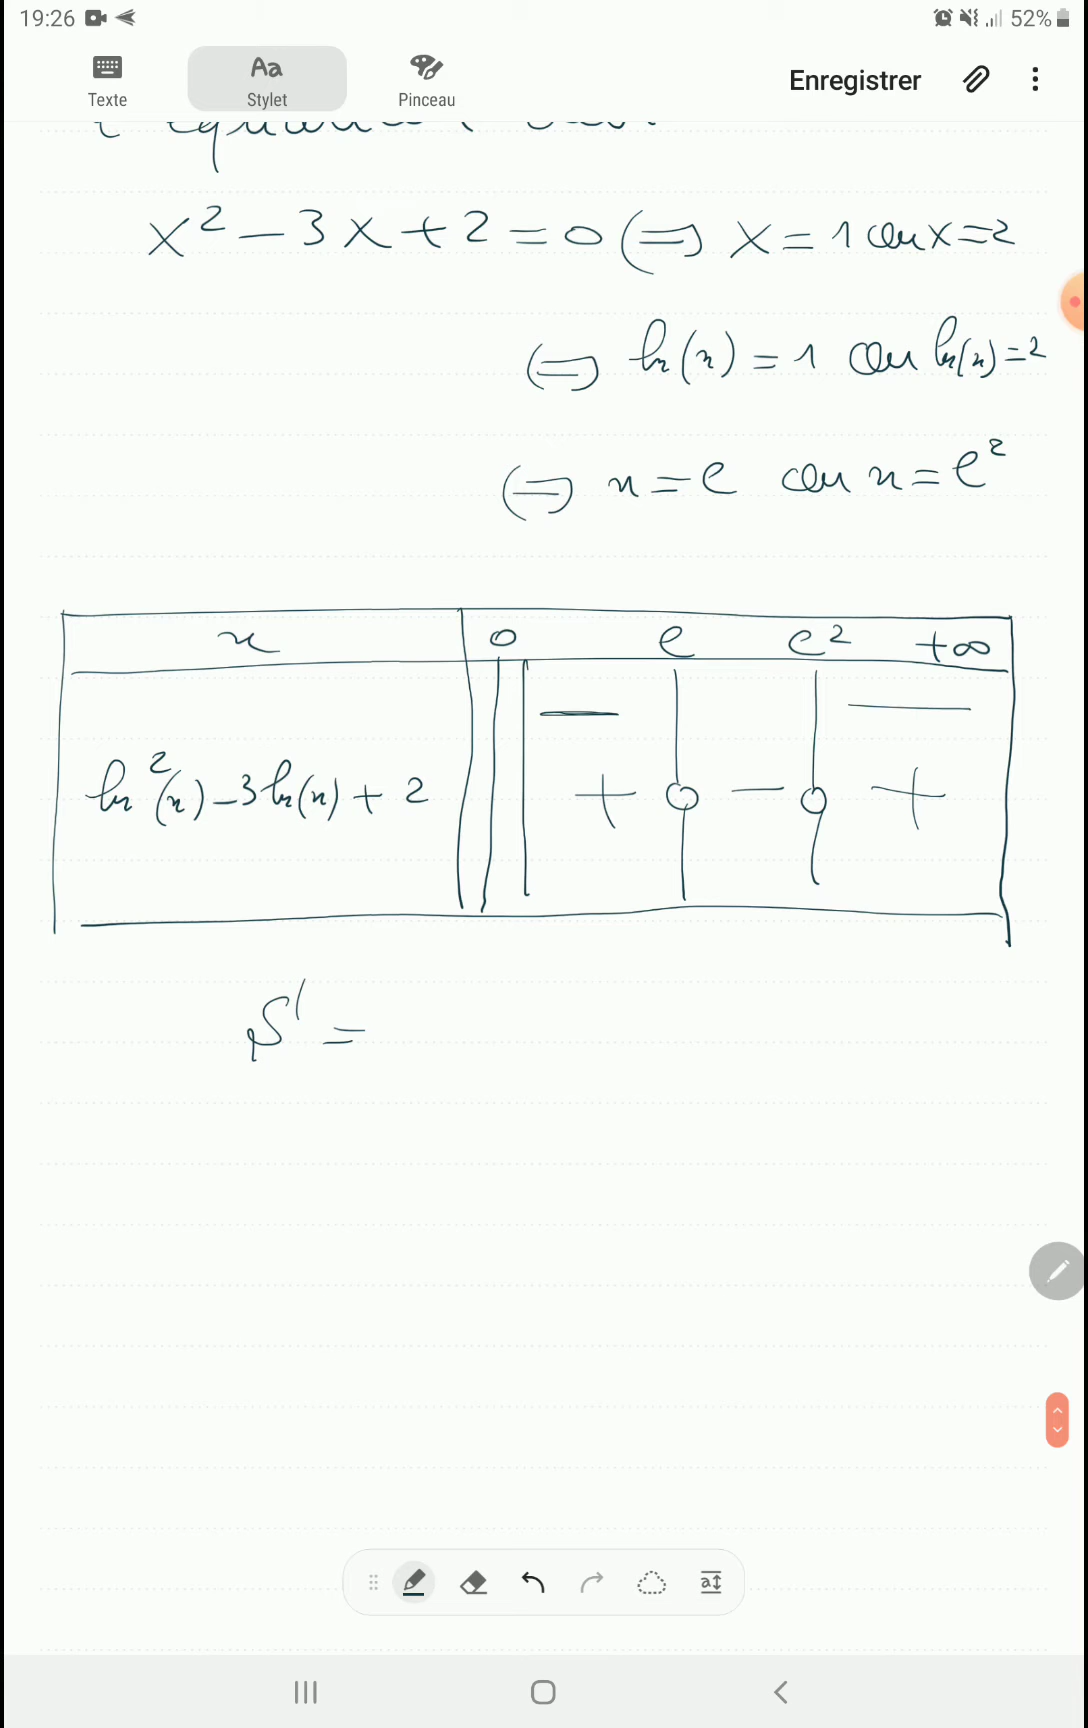 19:26 52%
Texte Stylet Pinceau Enregistrer
x² - 3x + 2 = 0 ⇔ x = 1 ou x = 2
⇔ ln(x) = 1 ou ln(x) = 2
⇔ x = e ou x = e²
x 0 e e² +∞
ln²(x) - 3ln(x) + 2 + 0 - 0 +
S' =